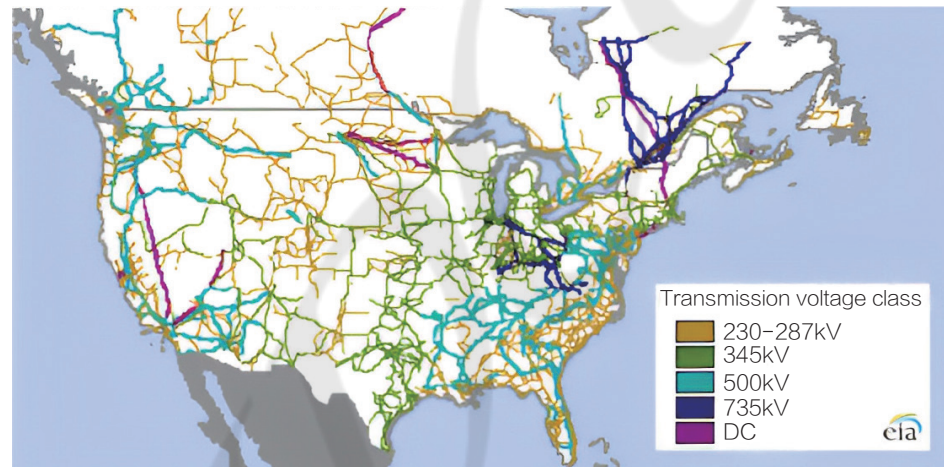 Transmission voltage class
230-287kV
345kV
500kV
735kV
DC
eia